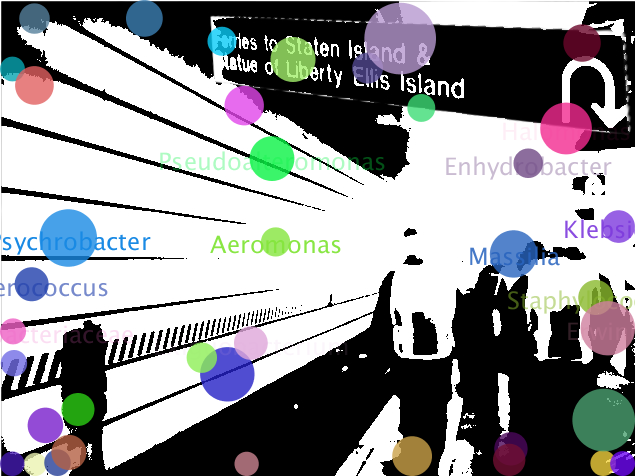 Ferries to Staten Island &
Statue of Liberty Ellis Island
Pseudoalteromonas
Enhydrobacter
Klebsi
Psychrobacter
Aeromonas
Massilia
erococcus
Staphylo